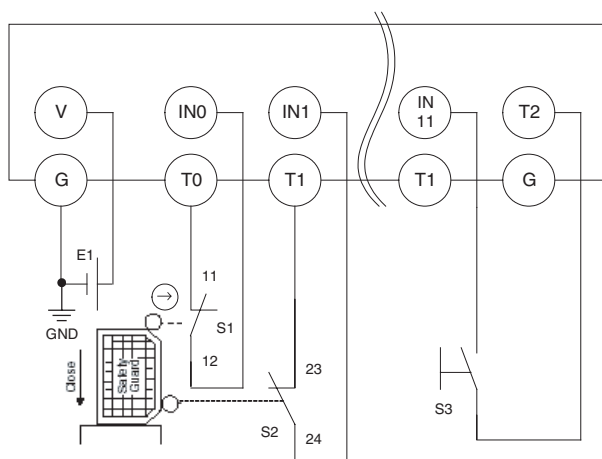 V
IN0
IN1
IN
11
T2
G
T0
T1
T1
G
E1
GND
11
S1
12
Close
Safety
Guard
23
S2
24
S3